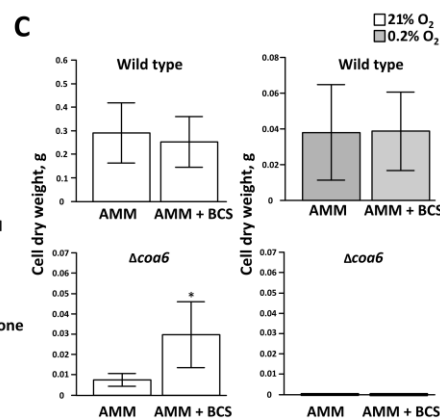 C
21% O₂
0.2% O₂
Wild type
Cell dry weight, g
0.6
0.5
0.4
0.3
0.2
0.1
0
AMM AMM + BCS
Wild type
Cell dry weight, g
0.08
0.06
0.04
0.02
0
AMM AMM + BCS
Δcoa6
0.07
0.06
0.05
0.04
0.03
0.02
0.01
0
*
AMM AMM + BCS
Δcoa6
0.07
0.06
0.05
0.04
0.03
0.02
0.01
0
AMM AMM + BCS
one